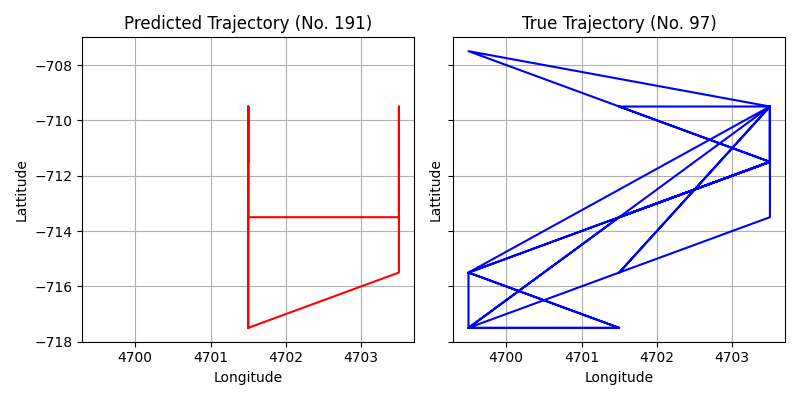 Predicted Trajectory (No. 191)
True Trajectory (No. 97)
−708
−710
−712
−714
−716
−718
Lattitude
Lattitude
4700
4701
4702
4703
4700
4701
4702
4703
Longitude
Longitude